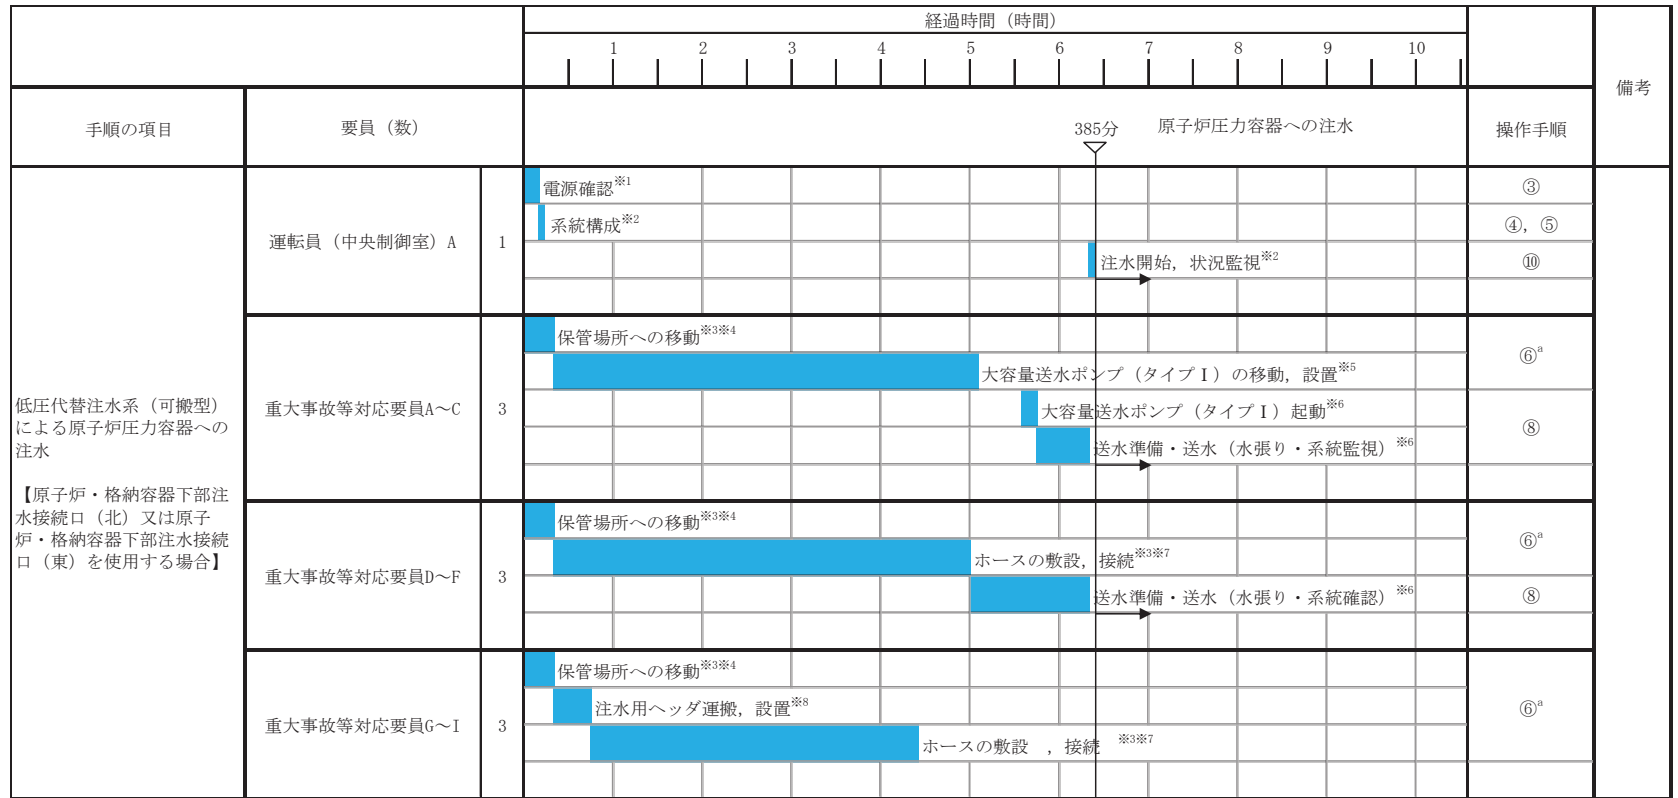 経過時間（時間）
1 2 3 4 5 6 7 8 9 10
備考
手順の項目 要員（数） 385分 原子炉圧力容器への注水 操作手順
低圧代替注水系（可搬型）
による原子炉圧力容器への
注水
【原子炉・格納容器下部注
水接続口（北）又は原子
炉・格納容器下部注水接続
口（東）を使用する場合】
運転員（中央制御室）A 1
電源確認※1 ③
系統構成※2 ④，⑤
注水開始，状況監視※2 ⑩
重大事故等対応要員A～C 3
保管場所への移動※3※4
⑥a
大容量送水ポンプ（タイプⅠ）の移動，設置※5
大容量送水ポンプ（タイプⅠ）起動※6
⑧
送水準備・送水（水張り・系統監視）※6
重大事故等対応要員D～F 3
保管場所への移動※3※4
⑥a
ホースの敷設，接続※3※7
送水準備・送水（水張り・系統確認）※6 ⑧
重大事故等対応要員G～I 3
保管場所への移動※3※4
注水用ヘッダ運搬，設置※8 ⑥a
ホースの敷設 ，接続 ※3※7